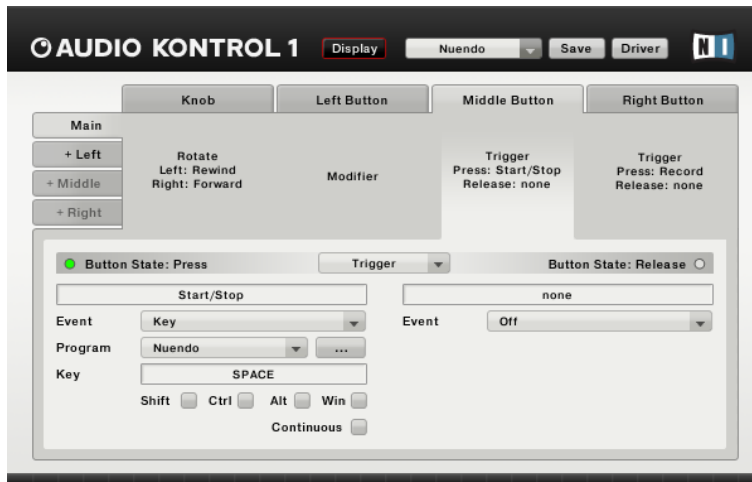 AUDIO KONTROL 1 Display Nuendo Save Driver NI
Knob Left Button Middle Button Right Button
Main
+ Left
+ Middle
+ Right
Rotate
Left: Rewind
Right: Forward
Modifier
Trigger
Press: Start/Stop
Release: none
Trigger
Press: Record
Release: none
Button State: Press Trigger Button State: Release
Start/Stop none
Event Key Event Off
Program Nuendo ...
Key SPACE
Shift Ctrl Alt Win
Continuous